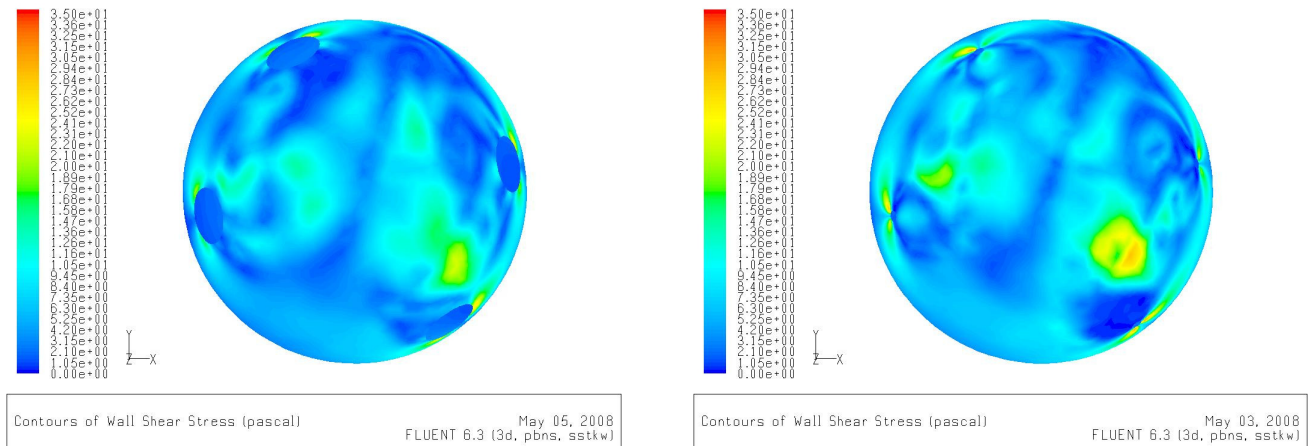 3.50e+01
3.36e+01
3.25e+01
3.15e+01
3.05e+01
2.94e+01
2.84e+01
2.73e+01
2.62e+01
2.52e+01
2.41e+01
2.31e+01
2.20e+01
2.10e+01
2.00e+01
1.89e+01
1.79e+01
1.68e+01
1.58e+01
1.47e+01
1.36e+01
1.26e+01
1.16e+01
1.05e+01
9.45e+00
8.40e+00
7.35e+00
6.30e+00
5.25e+00
4.20e+00
3.15e+00
2.10e+00
1.05e+00
0.00e+00
Y
Z X
Contours of Wall Shear Stress (pascal) May 05, 2008
FLUENT 6.3 (3d, pbns, sstkw)
3.50e+01
3.36e+01
3.25e+01
3.15e+01
3.05e+01
2.94e+01
2.84e+01
2.73e+01
2.62e+01
2.52e+01
2.41e+01
2.31e+01
2.20e+01
2.10e+01
2.00e+01
1.89e+01
1.79e+01
1.68e+01
1.58e+01
1.47e+01
1.36e+01
1.26e+01
1.16e+01
1.05e+01
9.45e+00
8.40e+00
7.35e+00
6.30e+00
5.25e+00
4.20e+00
3.15e+00
2.10e+00
1.05e+00
0.00e+00
Y
Z X
Contours of Wall Shear Stress (pascal) May 03, 2008
FLUENT 6.3 (3d, pbns, sstkw)